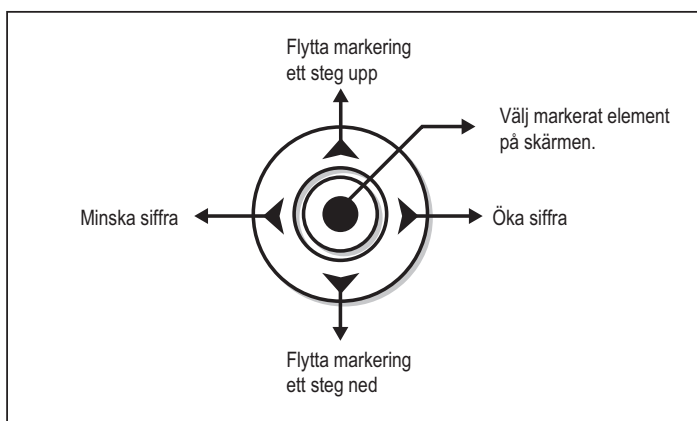 Flytta markering
ett steg upp
Välj markerat element
på skärmen.
Minska siffra
Öka siffra
Flytta markering
ett steg ned